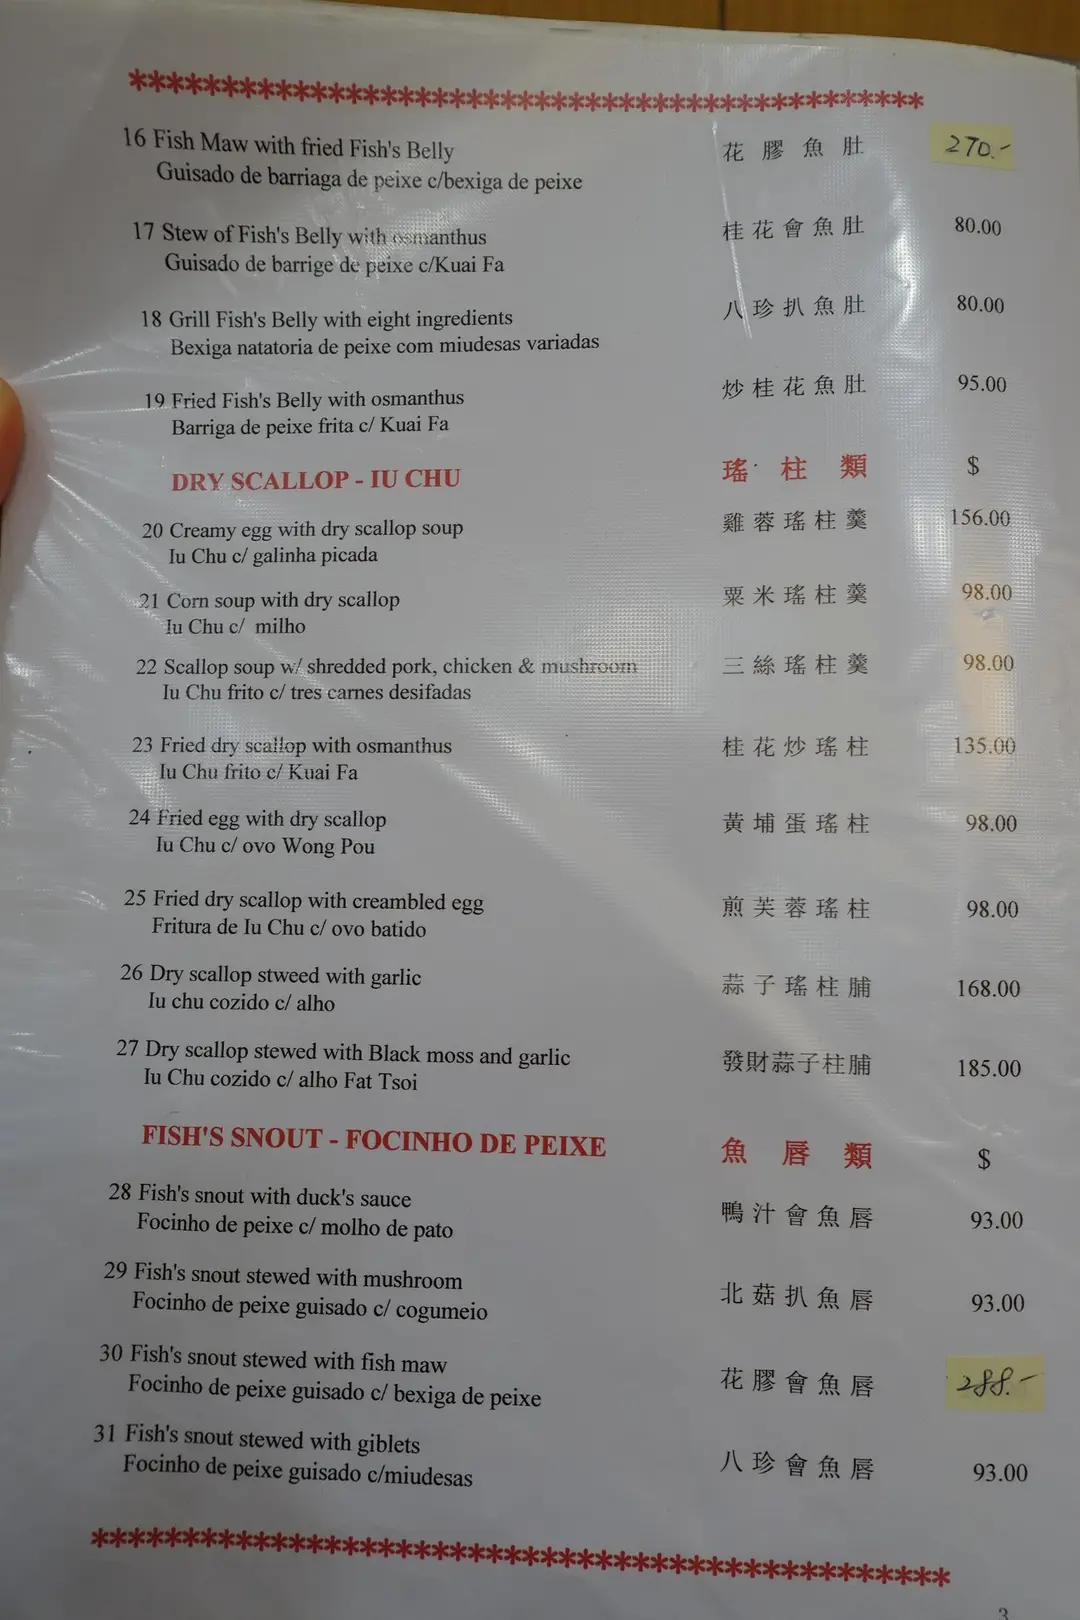 **********************************************
16 Fish Maw with fried Fish's Belly 花膠魚肚 270.-
Guisado de barriaga de peixe c/bexiga de peixe
17 Stew of Fish's Belly with osmanthus 桂花會魚肚 80.00
Guisado de barrige de peixe c/Kuai Fa
18 Grill Fish's Belly with eight ingredients 八珍扒魚肚 80.00
Bexiga natatoria de peixe com miudesas variadas
19 Fried Fish's Belly with osmanthus 炒桂花魚肚 95.00
Barriga de peixe frita c/ Kuai Fa
DRY SCALLOP - IU CHU 瑤柱類 $
20 Creamy egg with dry scallop soup 雞蓉瑤柱羹 156.00
Iu Chu c/ galinha picada
21 Corn soup with dry scallop 粟米瑤柱羹 98.00
Iu Chu c/ milho
22 Scallop soup w/ shredded pork, chicken & mushroom 三絲瑤柱羹 98.00
Iu Chu frito c/ tres carnes desifadas
23 Fried dry scallop with osmanthus 桂花炒瑤柱 135.00
Iu Chu frito c/ Kuai Fa
24 Fried egg with dry scallop 黃埔蛋瑤柱 98.00
Iu Chu c/ ovo Wong Pou
25 Fried dry scallop with creambled egg 煎芙蓉瑤柱 98.00
Fritura de Iu Chu c/ ovo batido
26 Dry scallop stweed with garlic 蒜子瑤柱脯 168.00
Iu chu cozido c/ alho
27 Dry scallop stewed with Black moss and garlic 發財蒜子柱脯 185.00
Iu Chu cozido c/ alho Fat Tsoi
FISH'S SNOUT - FOCINHO DE PEIXE 魚唇類 $
28 Fish's snout with duck's sauce 鴨汁會魚唇 93.00
Focinho de peixe c/ molho de pato
29 Fish's snout stewed with mushroom 北菇扒魚唇 93.00
Focinho de peixe guisado c/ cogumeio
30 Fish's snout stewed with fish maw 花膠會魚唇 288.-
Focinho de peixe guisado c/ bexiga de peixe
31 Fish's snout stewed with giblets 八珍會魚唇 93.00
Focinho de peixe guisado c/miudesas
**********************************************
3